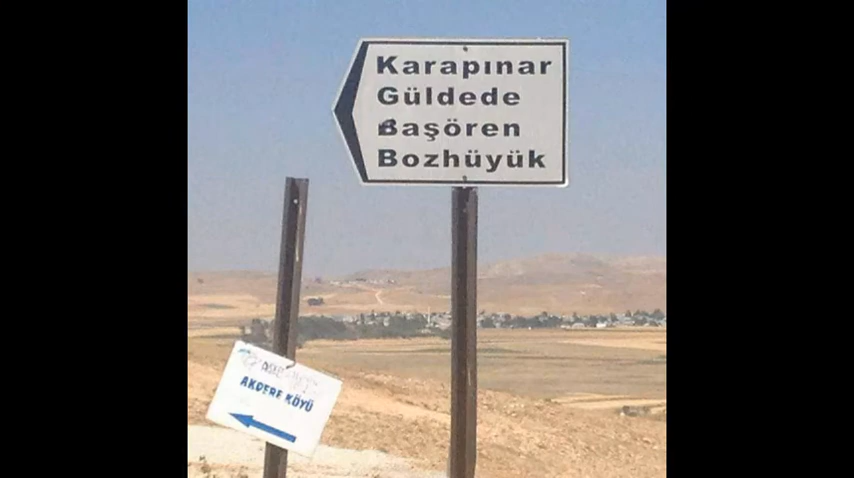 Karapınar
Güldede
Başören
Bozhüyük
AKDERE KÖYÜ